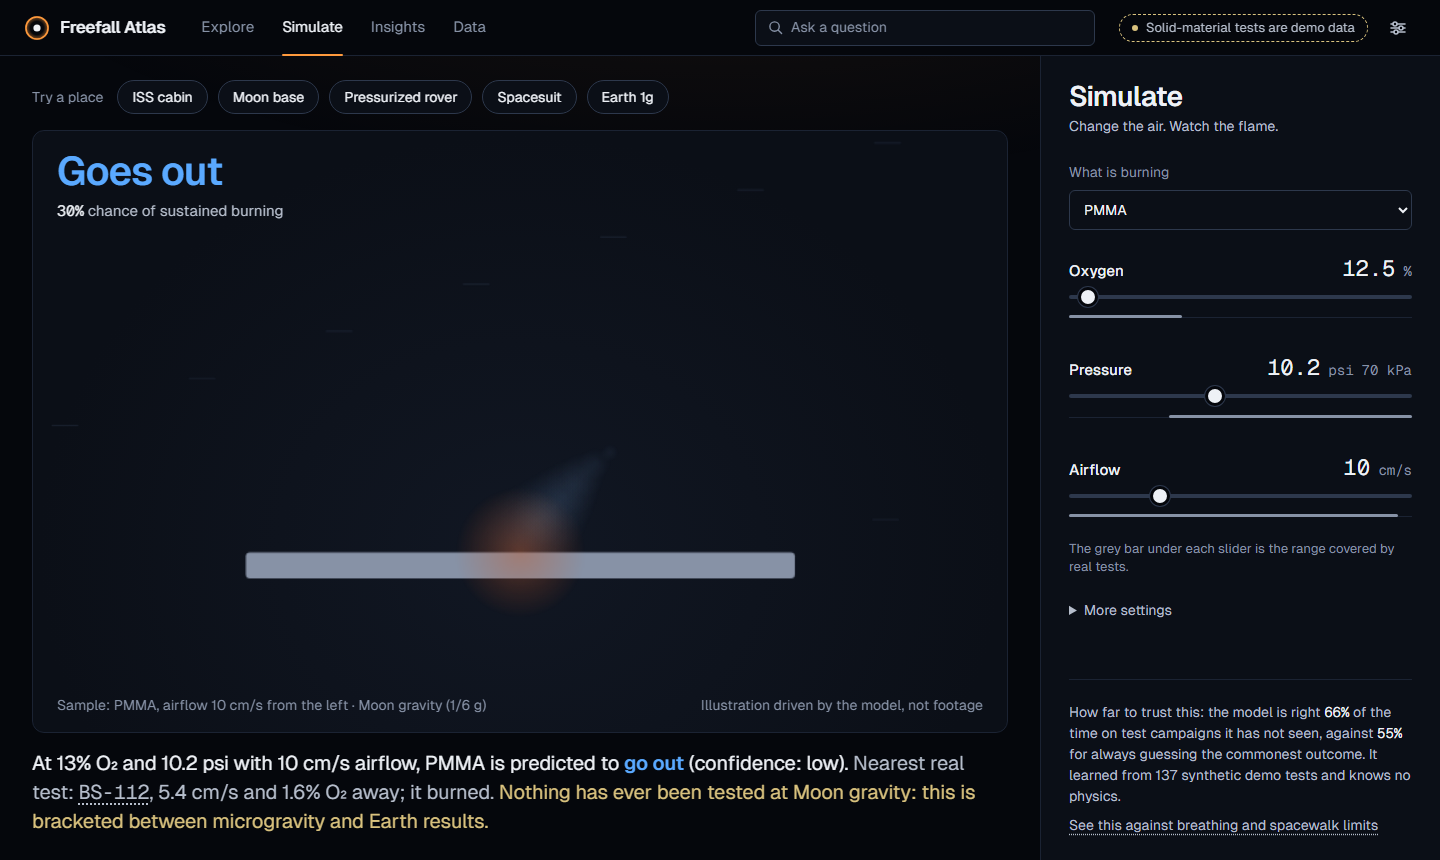 Freefall Atlas
Explore
Simulate
Insights
Data
Ask a question
Solid-material tests are demo data
Try a place
ISS cabin
Moon base
Pressurized rover
Spacesuit
Earth 1g
Goes out
30% chance of sustained burning
Sample: PMMA, airflow 10 cm/s from the left · Moon gravity (1/6 g)
Illustration driven by the model, not footage
At 13% O₂ and 10.2 psi with 10 cm/s airflow, PMMA is predicted to go out (confidence: low). Nearest real
test: BS-112, 5.4 cm/s and 1.6% O₂ away; it burned. Nothing has ever been tested at Moon gravity: this is
bracketed between microgravity and Earth results.
Simulate
Change the air. Watch the flame.
What is burning
PMMA
Oxygen
12.5 %
Pressure
10.2 psi 70 kPa
Airflow
10 cm/s
The grey bar under each slider is the range covered by
real tests.
More settings
How far to trust this: the model is right 66% of the
time on test campaigns it has not seen, against 55%
for always guessing the commonest outcome. It
learned from 137 synthetic demo tests and knows no
physics.
See this against breathing and spacewalk limits